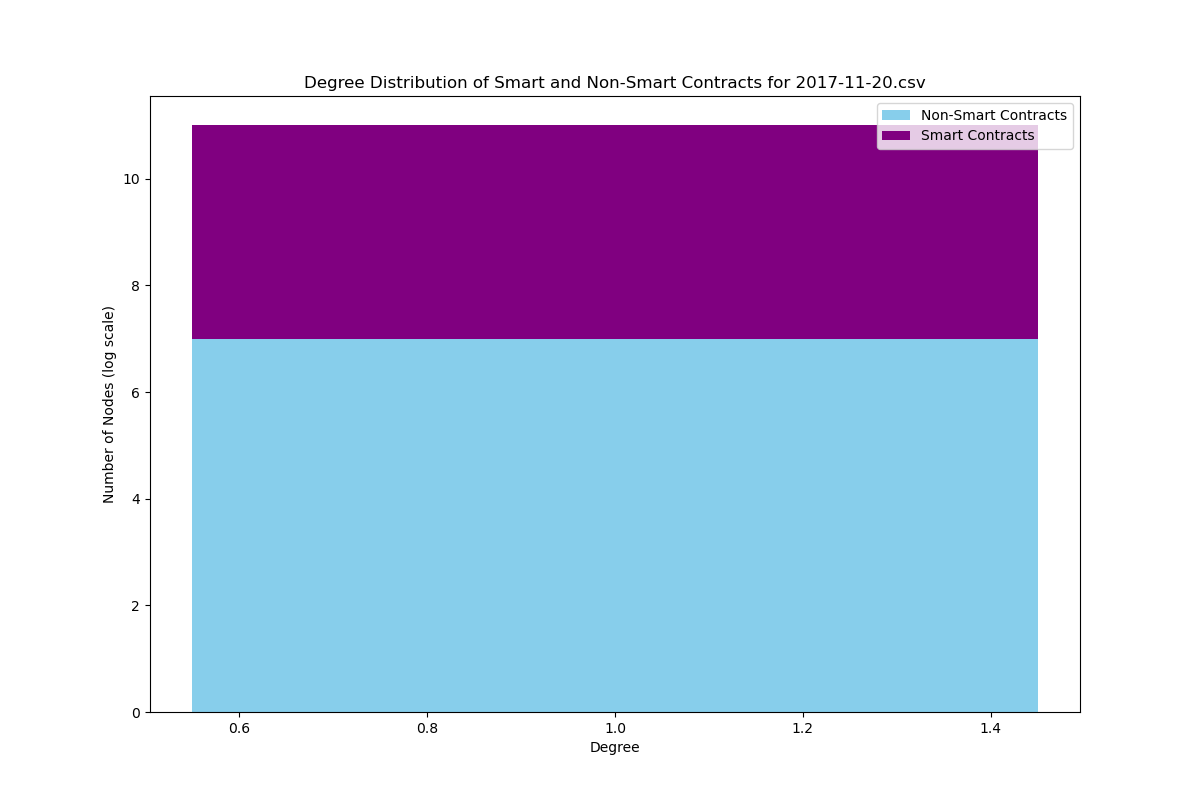 Degree Distribution of Smart and Non-Smart Contracts for 2017-11-20.csv
Non-Smart Contracts
Smart Contracts
Number of Nodes (log scale)
10
8
6
4
2
0
0.6 0.8 1.0 1.2 1.4
Degree